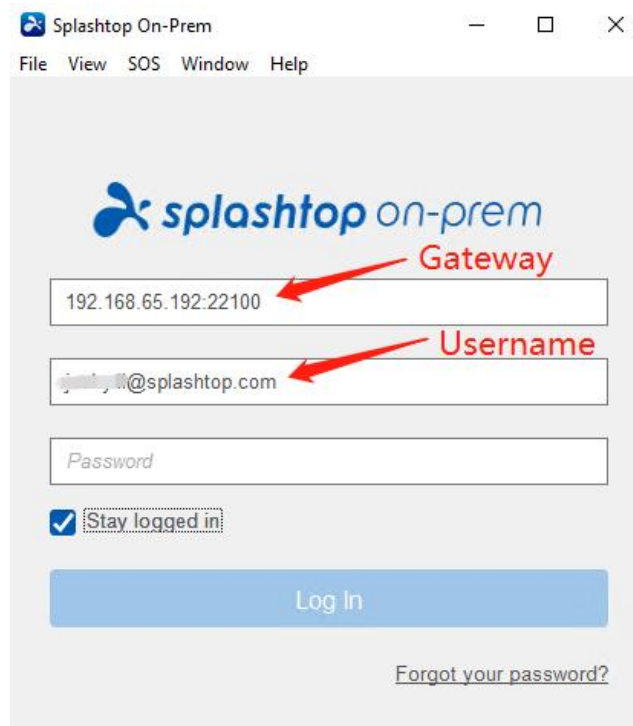 Splashtop On-Prem
File View SOS Window Help
splashtop on-prem
Gateway
192.168.65.192:22100
Username
@splashtop.com
Password
Stay logged in
Log In
Forgot your password?